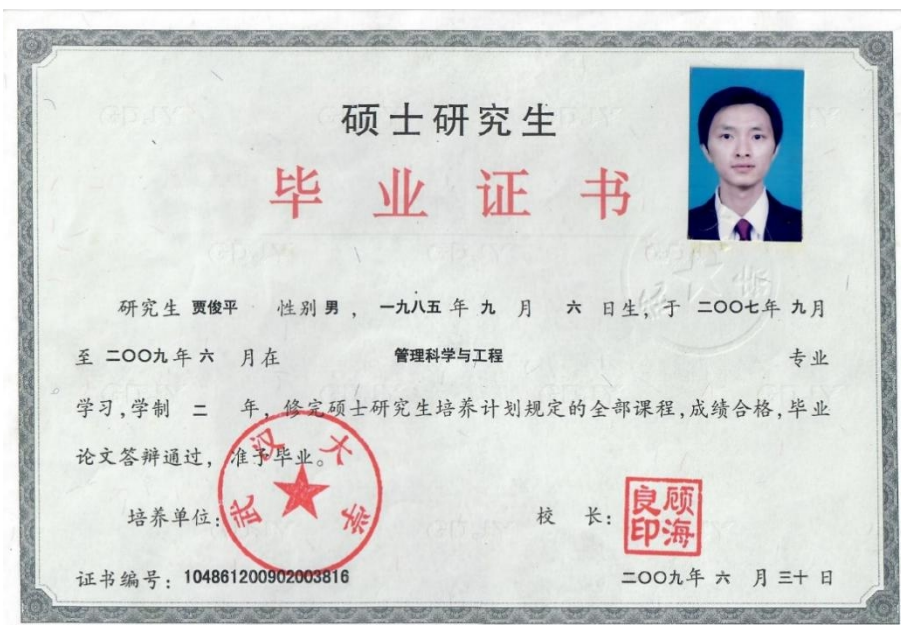 硕士研究生
毕业证书
研究生 贾俊平 性别 男 , 一九八五 年 九 月 六 日生, 于 二〇〇七年 九月
至 二〇〇九 年 六 月在 管理科学与工程 专业
学习,学制 二 年, 修完硕士研究生培养计划规定的全部课程,成绩合格,毕业
论文答辩通过, 准予毕业。
武汉大学
培养单位:
校 长:
顾海良印
证书编号: 104861200902003816
二〇〇九年 六 月 三十 日